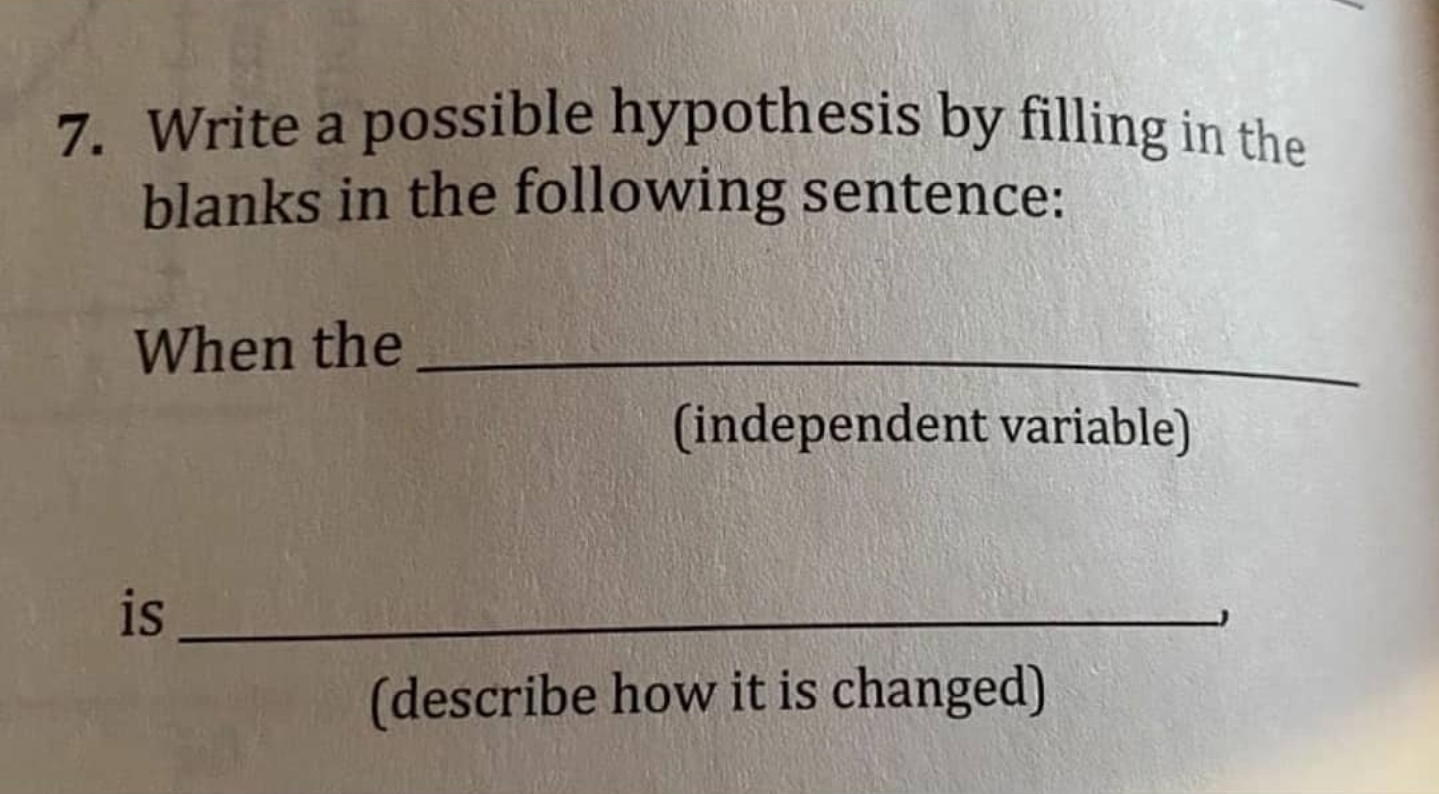 7. Write a possible hypothesis by filling in the
blanks in the following sentence:
When the ____________________
(independent variable)
is ____________________,
(describe how it is changed)